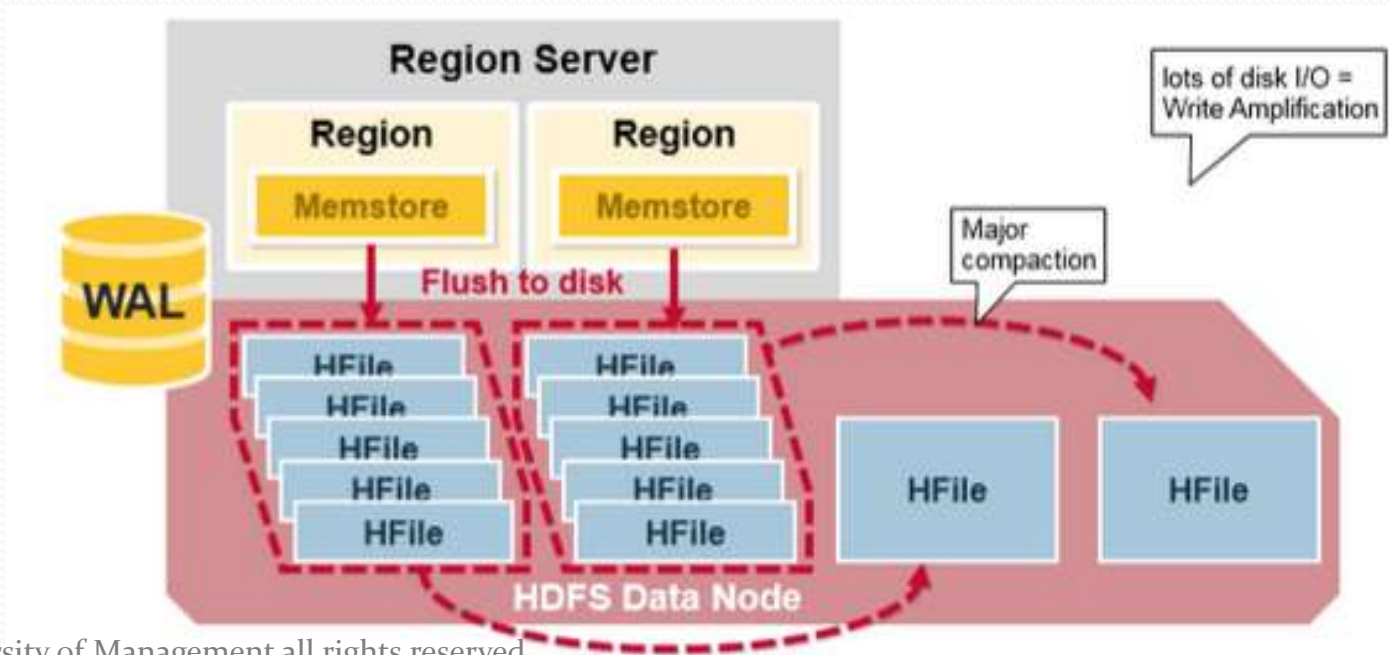 Region Server
lots of disk I/O =
Write Amplification
Region
Region
Memstore
Memstore
Major
compaction
Flush to disk
WAL
HFile
HFile
HFile
HFile
HFile
HFile
HFile
HFile
HFile
HFile
HFile
HFile
HDFS Data Node
of Management all rights reserved